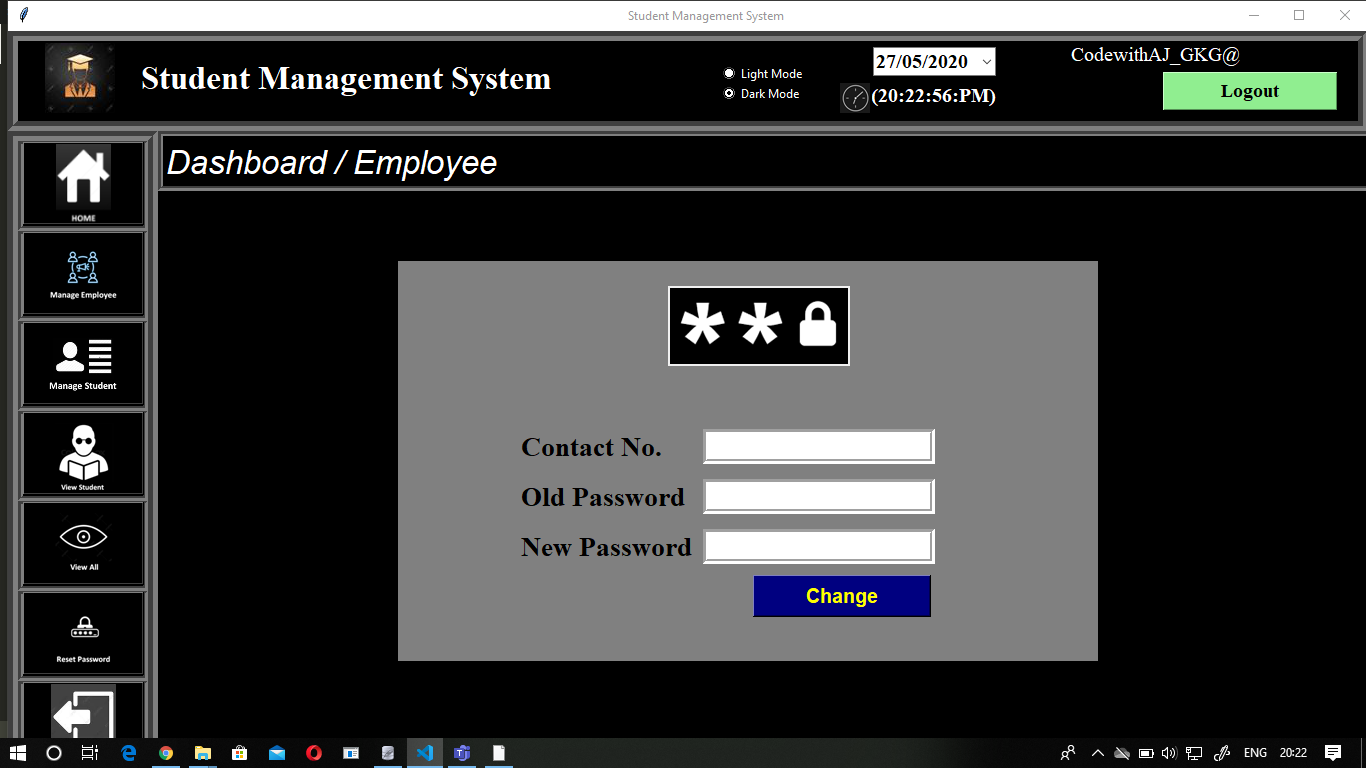 Student Management System
Student Management System
Light Mode
Dark Mode
27/05/2020
(20:22:56:PM)
CodewithAJ_GKG@
Logout
Dashboard / Employee
HOME
Manage Employee
Manage Student
View Student
View All
Reset Password
**
Contact No.
Old Password
New Password
Change
ENG
20:22